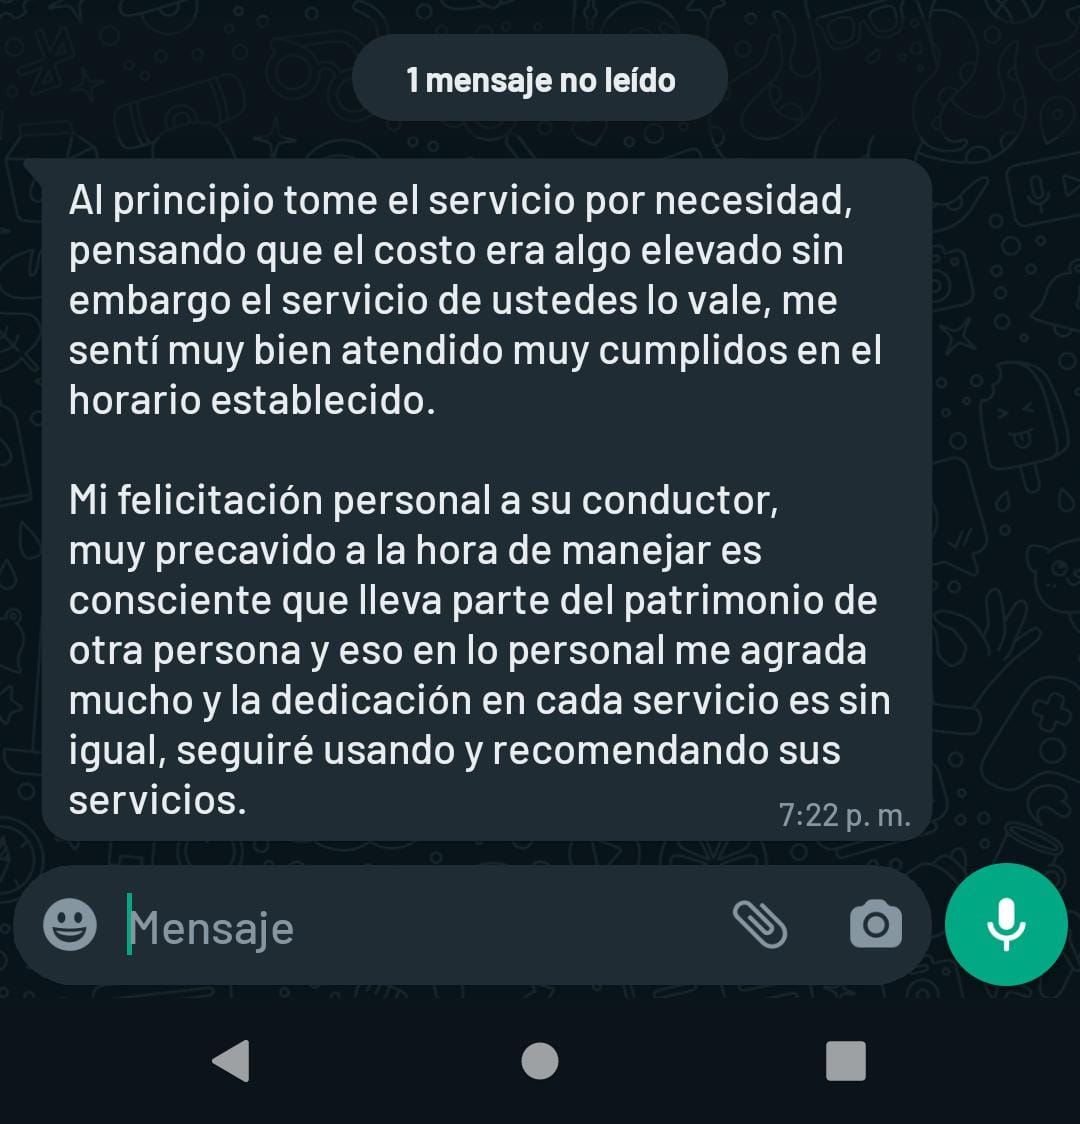 1 mensaje no leído
Al principio tome el servicio por necesidad,
pensando que el costo era algo elevado sin
embargo el servicio de ustedes lo vale, me
sentí muy bien atendido muy cumplidos en el
horario establecido.
Mi felicitación personal a su conductor,
muy precavido a la hora de manejar es
consciente que lleva parte del patrimonio de
otra persona y eso en lo personal me agrada
mucho y la dedicación en cada servicio es sin
igual, seguiré usando y recomendando sus
servicios.
7:22 p. m.
Mensaje